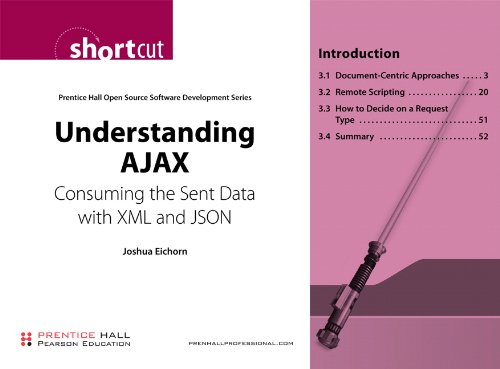 shortcut
Prentice Hall Open Source Software Development Series
Understanding
AJAX
Consuming the Sent Data
with XML and JSON
Joshua Eichorn
PRENTICE HALL
PEARSON EDUCATION
PRENHALLPROFESSIONAL.COM
Introduction
3.1 Document-Centric Approaches ..... 3
3.2 Remote Scripting ................. 20
3.3 How to Decide on a Request
Type ............................ 51
3.4 Summary ........................ 52